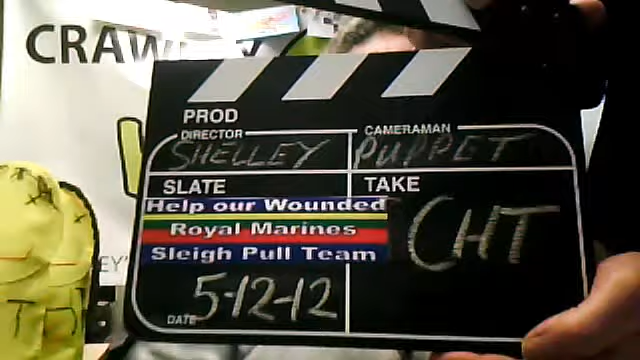 CRAW
PROD
DIRECTOR CAMERAMAN
SHELLEY PUPPET
SLATE TAKE
Help our Wounded
Royal Marines
Sleigh Pull Team
CHT
DATE 5-12-12